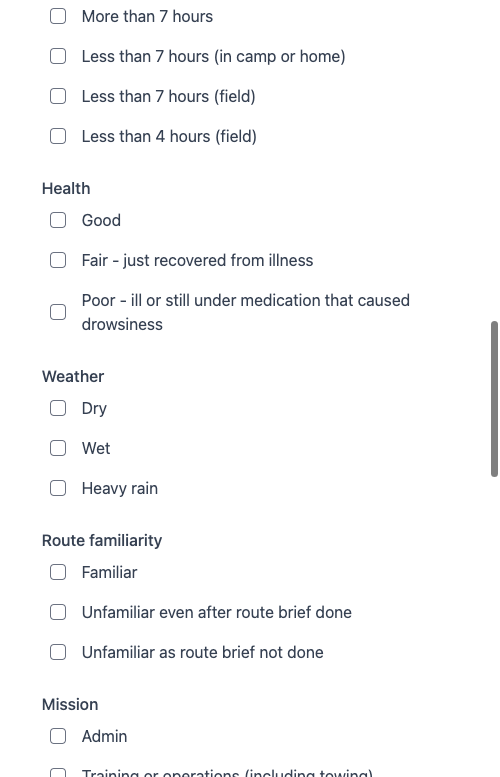 More than 7 hours
Less than 7 hours (in camp or home)
Less than 7 hours (field)
Less than 4 hours (field)
Health
Good
Fair - just recovered from illness
Poor - ill or still under medication that caused
drowsiness
Weather
Dry
Wet
Heavy rain
Route familiarity
Familiar
Unfamiliar even after route brief done
Unfamiliar as route brief not done
Mission
Admin
Training or operations (including towing)